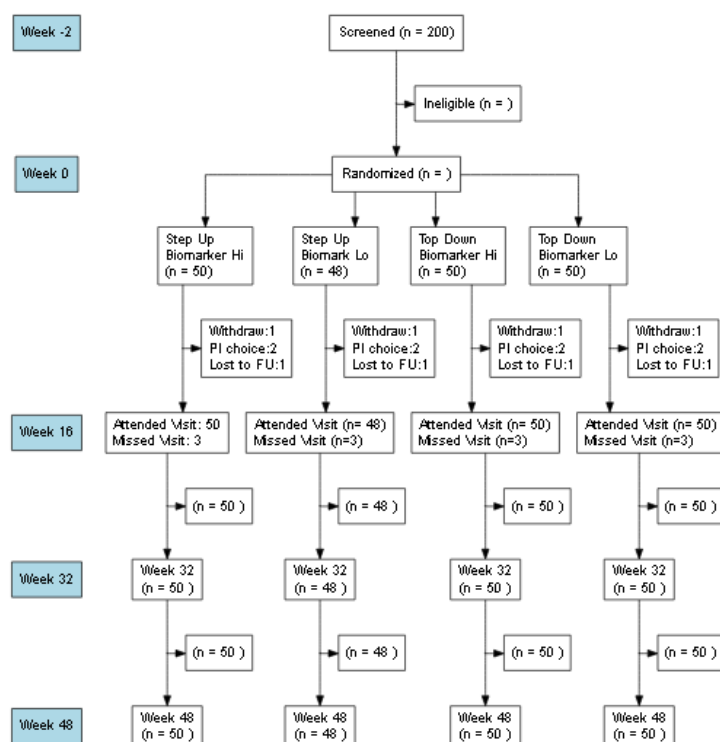 Week -2
Screened (n = 200)
Ineligible (n = )
Week 0
Randomized (n = )
Step Up
Biomarker Hi
(n = 50)
Step Up
Biomark Lo
(n = 48)
Top Down
Biomarker Hi
(n = 50)
Top Down
Biomarker Lo
(n = 50)
Withdraw:1
PI choice:2
Lost to FU:1
Withdraw:1
PI choice:2
Lost to FU:1
Withdraw:1
PI choice:2
Lost to FU:1
Withdraw:1
PI choice:2
Lost to FU:1
Week 16
Attended Visit: 50
Missed Visit: 3
Attended Visit (n= 48)
Missed Visit (n=3)
Attended Visit (n= 50)
Missed Visit (n=3)
Attended Visit (n= 50)
Missed Visit (n=3)
(n = 50 )
(n = 48 )
(n = 50 )
(n = 50 )
Week 32
Week 32
(n = 50 )
Week 32
(n = 48 )
Week 32
(n = 50 )
Week 32
(n = 50 )
(n = 50 )
(n = 48 )
(n = 50 )
(n = 50 )
Week 48
Week 48
(n = 50 )
Week 48
(n = 48 )
Week 48
(n = 50 )
Week 48
(n = 50 )